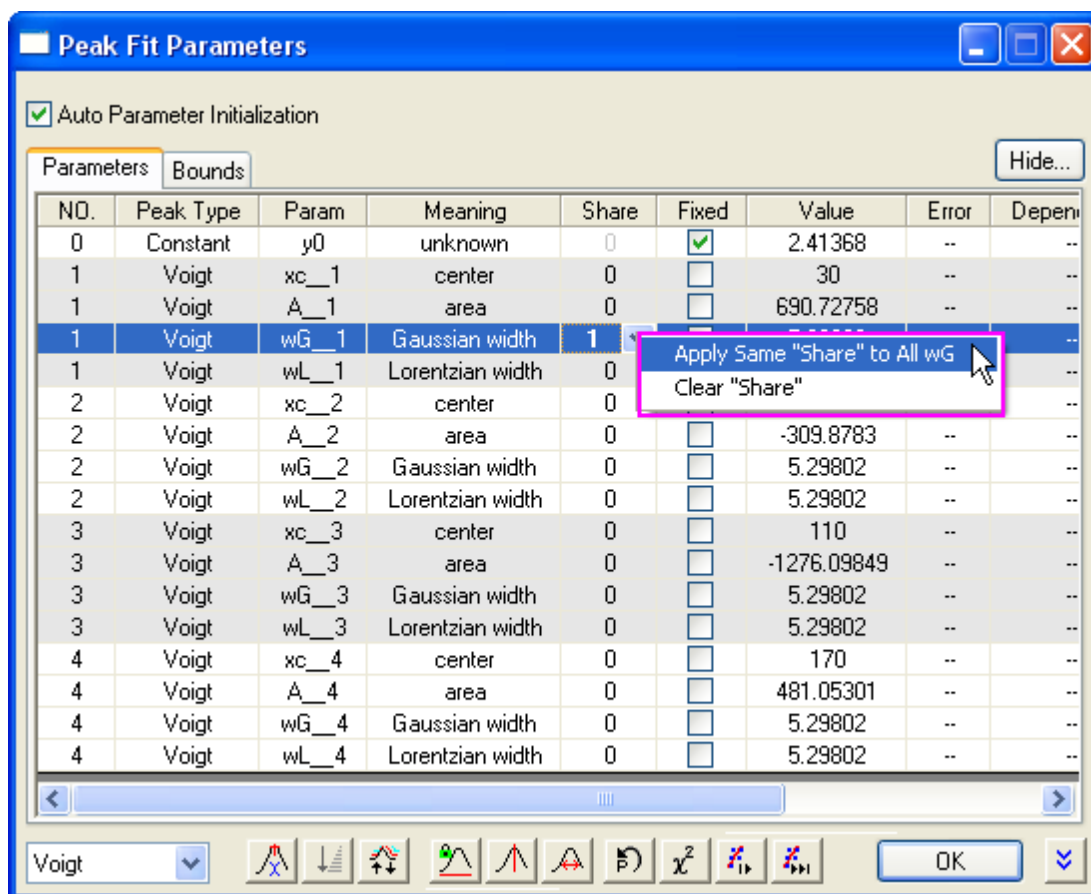 Peak Fit Parameters
Auto Parameter Initialization
Parameters Bounds Hide...
NO. Peak Type Param Meaning Share Fixed Value Error Depen
0 Constant y0 unknown 0 2.41368 --
1 Voigt xc__1 center 0 30 -- --
1 Voigt A__1 area 0 690.72758 -- --
1 Voigt wG__1 Gaussian width 1
Apply Same "Share" to All wG
1 Voigt wL__1 Lorentzian width 0 --
Clear "Share"
2 Voigt xc__2 center 0 --
2 Voigt A__2 area 0 -309.8783 -- --
2 Voigt wG__2 Gaussian width 0 5.29802 -- --
2 Voigt wL__2 Lorentzian width 0 5.29802 -- --
3 Voigt xc__3 center 0 110 -- --
3 Voigt A__3 area 0 -1276.09849 -- --
3 Voigt wG__3 Gaussian width 0 5.29802 -- --
3 Voigt wL__3 Lorentzian width 0 5.29802 -- --
4 Voigt xc__4 center 0 170 -- --
4 Voigt A__4 area 0 481.05301 -- --
4 Voigt wG__4 Gaussian width 0 5.29802 -- --
4 Voigt wL__4 Lorentzian width 0 5.29802 -- --
Voigt χ² OK